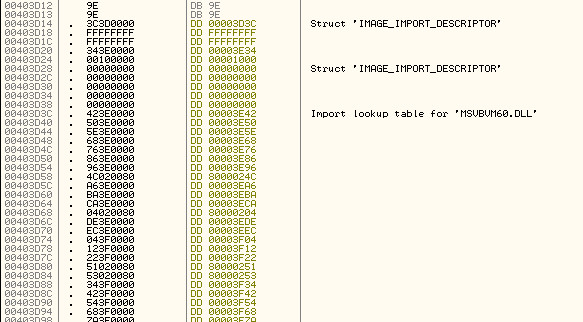 00403D12 9E DB 9E
00403D13 9E DB 9E
00403D14 . 3C3D0000 DD 00003D3C Struct 'IMAGE_IMPORT_DESCRIPTOR'
00403D18 . FFFFFFFF DD FFFFFFFF
00403D1C . FFFFFFFF DD FFFFFFFF
00403D20 . 343E0000 DD 00003E34
00403D24 . 00100000 DD 00001000
00403D28 . 00000000 DD 00000000 Struct 'IMAGE_IMPORT_DESCRIPTOR'
00403D2C . 00000000 DD 00000000
00403D30 . 00000000 DD 00000000
00403D34 . 00000000 DD 00000000
00403D38 . 00000000 DD 00000000
00403D3C . 423E0000 DD 00003E42 Import lookup table for 'MSVBVM60.DLL'
00403D40 . 503E0000 DD 00003E50
00403D44 . 5E3E0000 DD 00003E5E
00403D48 . 683E0000 DD 00003E68
00403D4C . 763E0000 DD 00003E76
00403D50 . 863E0000 DD 00003E86
00403D54 . 963E0000 DD 00003E96
00403D58 . 4C020080 DD 8000024C
00403D5C . A63E0000 DD 00003EA6
00403D60 . BA3E0000 DD 00003EBA
00403D64 . CA3E0000 DD 00003ECA
00403D68 . 04020080 DD 80000204
00403D6C . DE3E0000 DD 00003EDE
00403D70 . EC3E0000 DD 00003EEC
00403D74 . 043F0000 DD 00003F04
00403D78 . 123F0000 DD 00003F12
00403D7C . 223F0000 DD 00003F22
00403D80 . 51020080 DD 80000251
00403D84 . 53020080 DD 80000253
00403D88 . 343F0000 DD 00003F34
00403D8C . 423F0000 DD 00003F42
00403D90 . 543F0000 DD 00003F54
00403D94 . 683F0000 DD 00003F68
00403D98 . 7A3F0000 DD 00003F7A